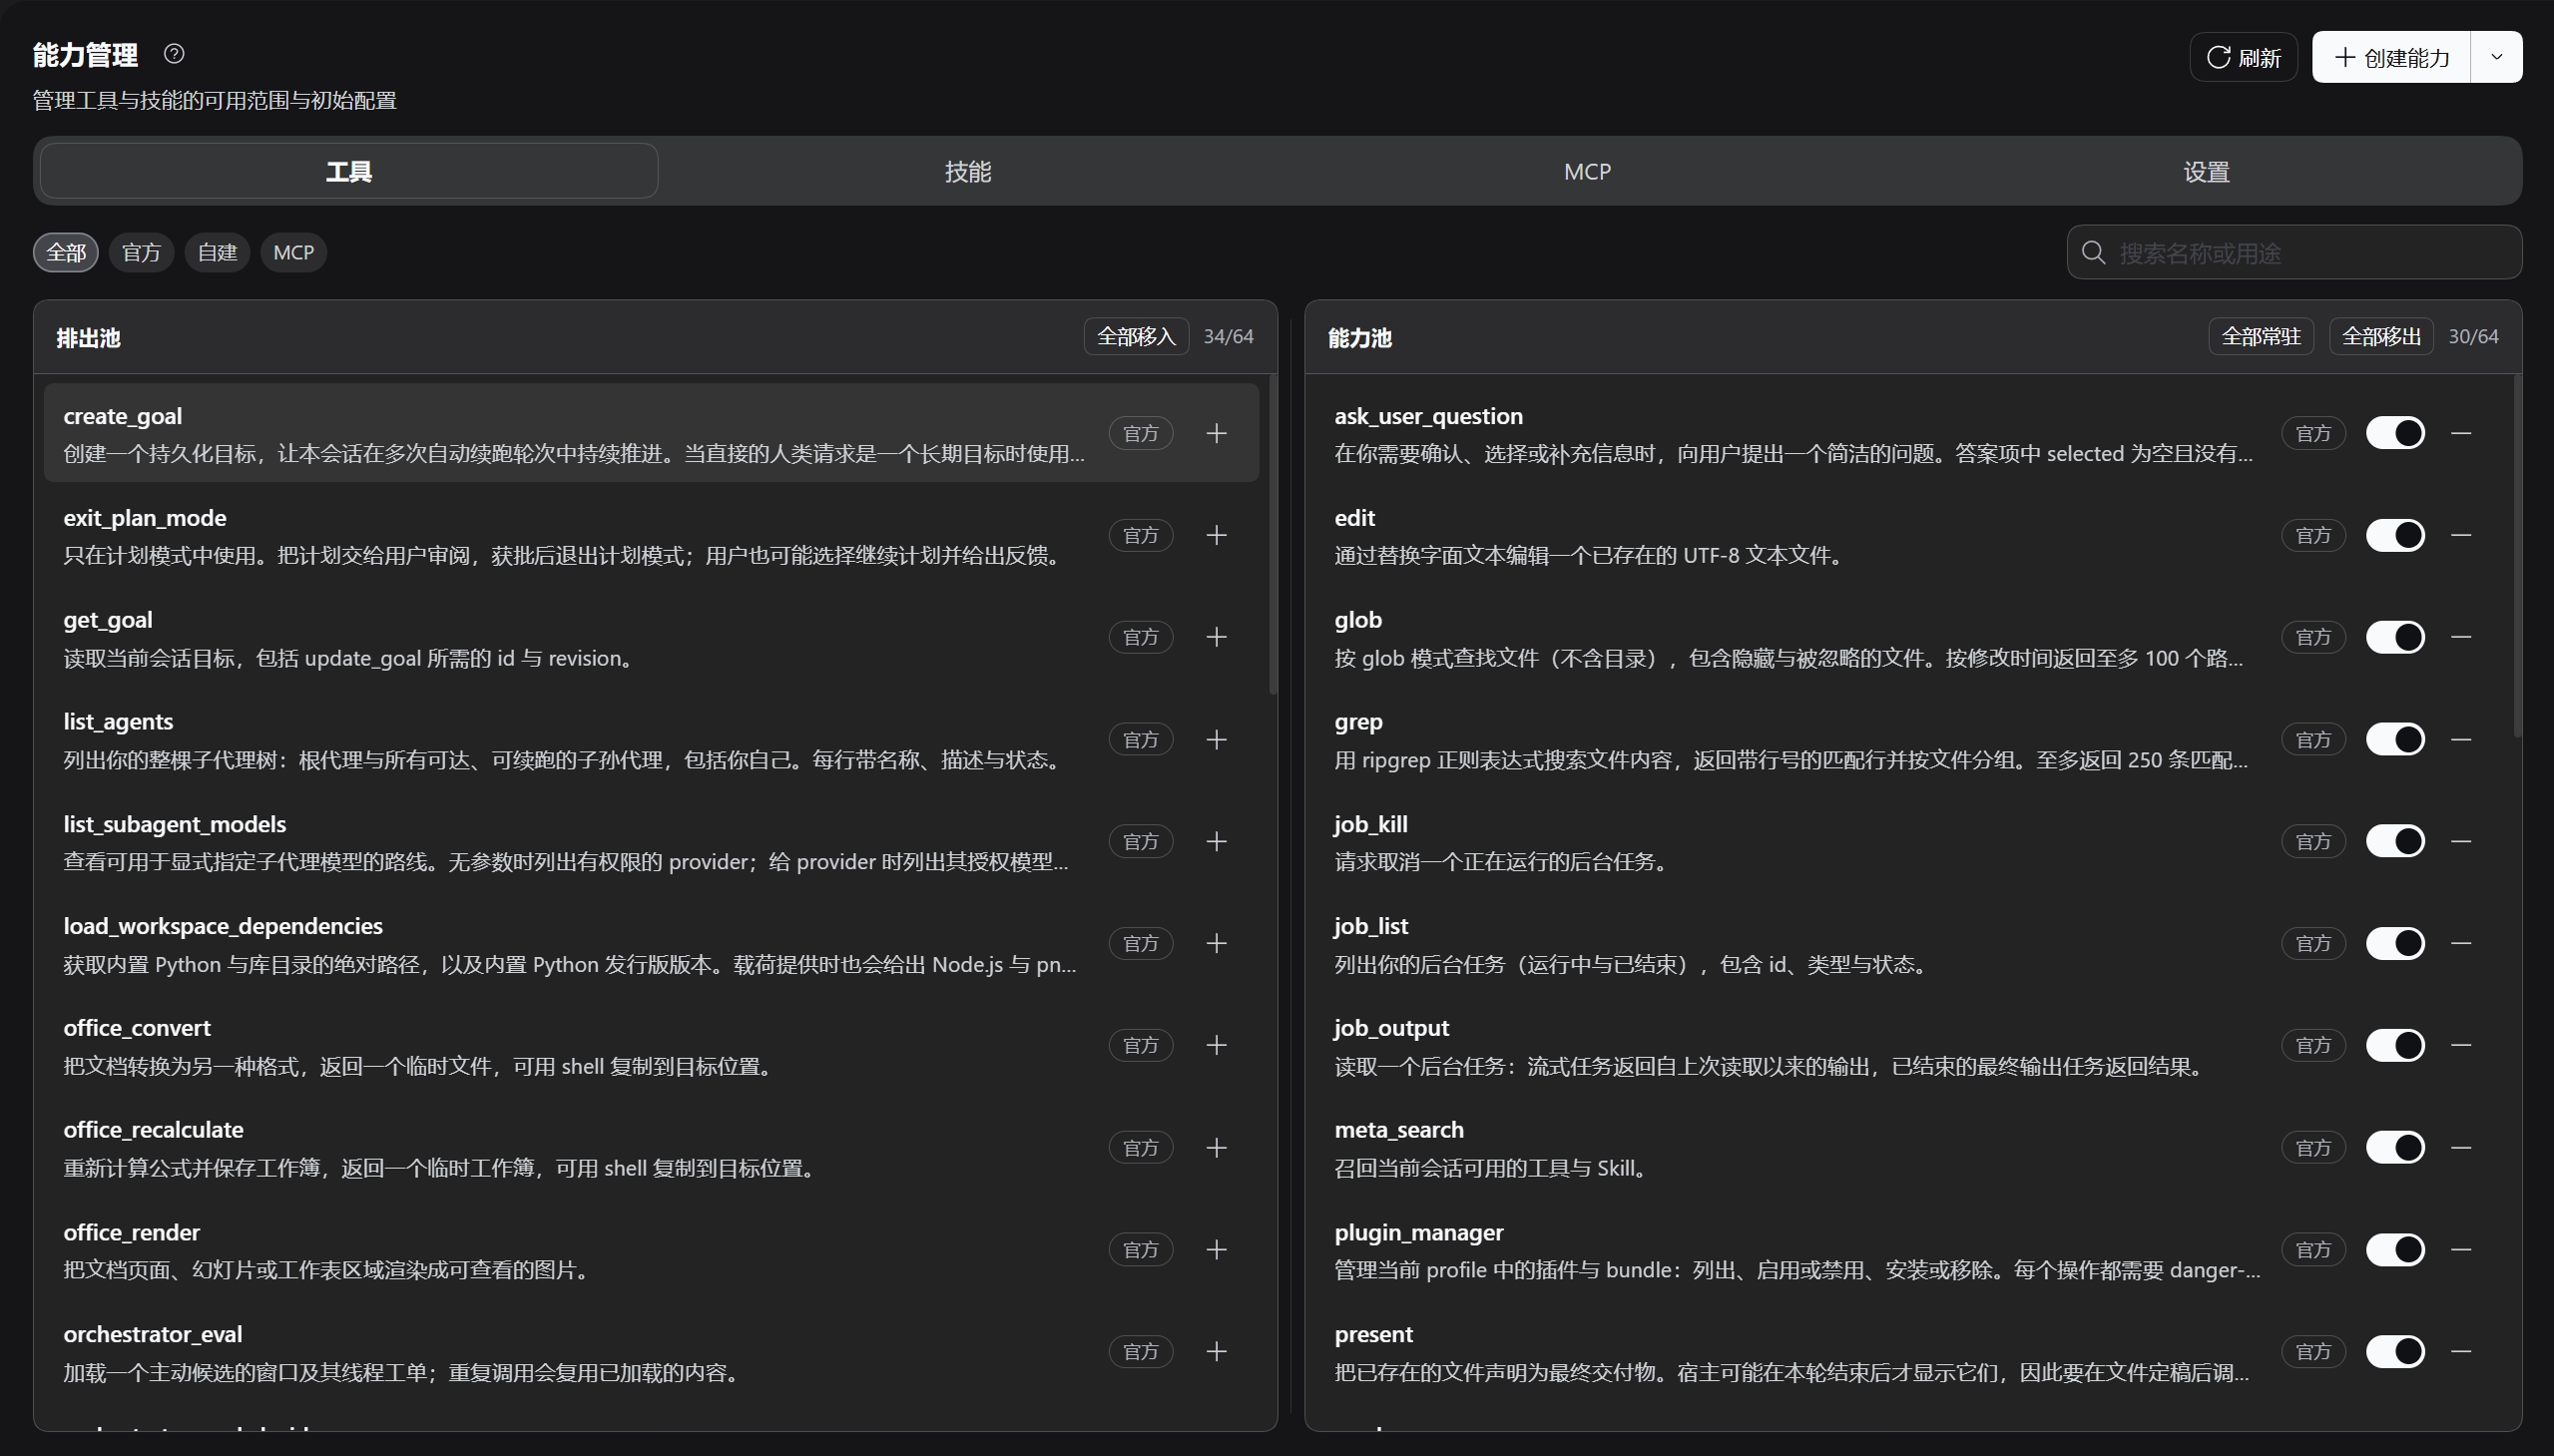 能力管理
刷新
创建能力
管理工具与技能的可用范围与初始配置
工具
技能
MCP
设置
全部
官方
自建
MCP
搜索名称或用途
排出池
全部移入
34/64
create_goal
创建一个持久化目标，让本会话在多次自动续跑轮次中持续推进。当直接的人类请求是一个长期目标时使用...
官方
exit_plan_mode
只在计划模式中使用。把计划交给用户审阅，获批后退出计划模式；用户也可能选择继续计划并给出反馈。
官方
get_goal
读取当前会话目标，包括 update_goal 所需的 id 与 revision。
官方
list_agents
列出你的整棵子代理树：根代理与所有可达、可续跑的子孙代理，包括你自己。每行带名称、描述与状态。
官方
list_subagent_models
查看可用于显式指定子代理模型的路线。无参数时列出有权限的 provider；给 provider 时列出其授权模型...
官方
load_workspace_dependencies
获取内置 Python 与库目录的绝对路径，以及内置 Python 发行版版本。载荷提供时也会给出 Node.js 与 pn...
官方
office_convert
把文档转换为另一种格式，返回一个临时文件，可用 shell 复制到目标位置。
官方
office_recalculate
重新计算公式并保存工作簿，返回一个临时工作簿，可用 shell 复制到目标位置。
官方
office_render
把文档页面、幻灯片或工作表区域渲染成可查看的图片。
官方
orchestrator_eval
加载一个主动候选的窗口及其线程工单；重复调用会复用已加载的内容。
官方
能力池
全部常驻
全部移出
30/64
ask_user_question
在你需要确认、选择或补充信息时，向用户提出一个简洁的问题。答案项中 selected 为空且没有...
官方
edit
通过替换字面文本编辑一个已存在的 UTF-8 文本文件。
官方
glob
按 glob 模式查找文件（不含目录），包含隐藏与被忽略的文件。按修改时间返回至多 100 个路...
官方
grep
用 ripgrep 正则表达式搜索文件内容，返回带行号的匹配行并按文件分组。至多返回 250 条匹配...
官方
job_kill
请求取消一个正在运行的后台任务。
官方
job_list
列出你的后台任务（运行中与已结束），包含 id、类型与状态。
官方
job_output
读取一个后台任务：流式任务返回自上次读取以来的输出，已结束的最终输出任务返回结果。
官方
meta_search
召回当前会话可用的工具与 Skill。
官方
plugin_manager
管理当前 profile 中的插件与 bundle：列出、启用或禁用、安装或移除。每个操作都需要 danger-...
官方
present
把已存在的文件声明为最终交付物。宿主可能在本轮结束后才显示它们，因此要在文件定稿后调...
官方